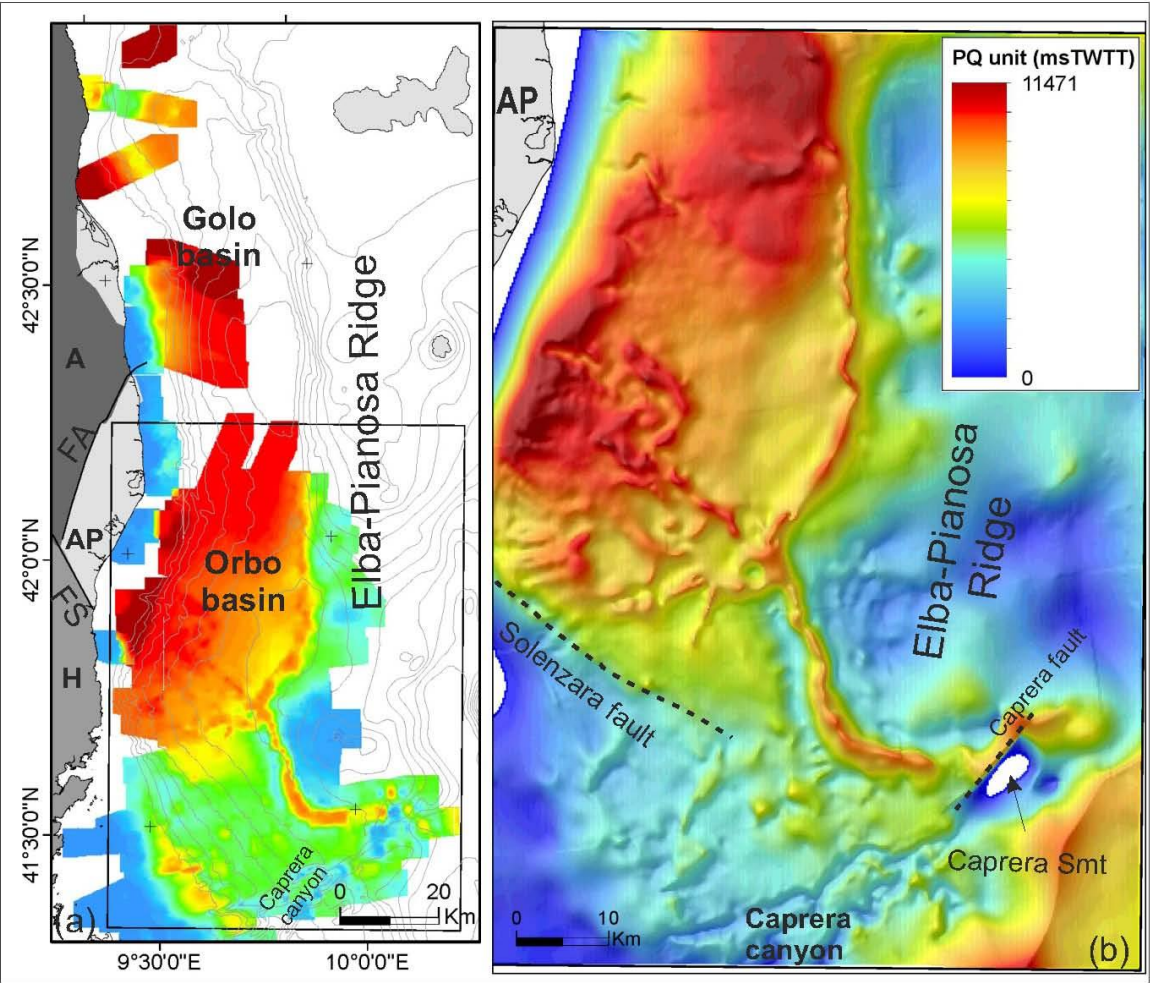 Golo
basin
42°30'0"N
Elba-Pianosa Ridge
A
FA
AP
42°0'0"N
Orbo
basin
FS
H
41°30'0"N
Caprera
canyon
0 20
Km
(a)
9°30'0"E 10°00'0"E
AP
PQ unit (msTWTT)
11471
0
Elba-Pianosa
Ridge
Solenzara fault
Caprera fault
Caprera Smt
0 10
Km
Caprera
canyon
(b)